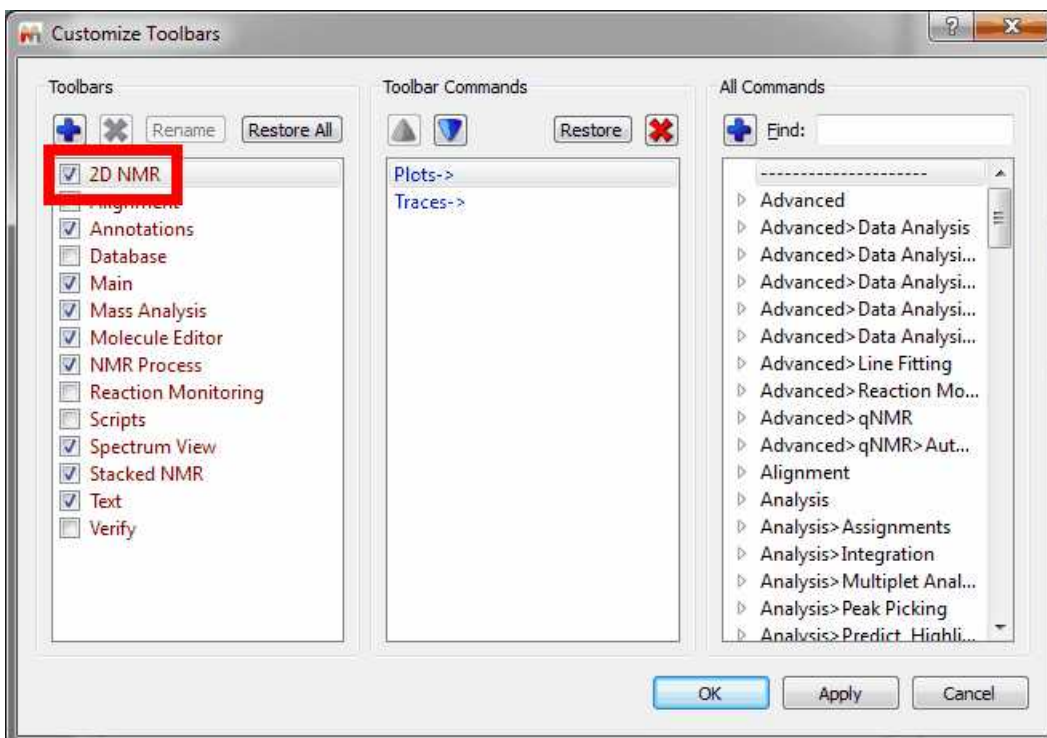 Customize Toolbars
Toolbars
Rename
Restore All
2D NMR
Alignment
Annotations
Database
Main
Mass Analysis
Molecule Editor
NMR Process
Reaction Monitoring
Scripts
Spectrum View
Stacked NMR
Text
Verify
Toolbar Commands
Restore
Plots->
Traces->
All Commands
Find:
---------------------
Advanced
Advanced>Data Analysis
Advanced>Data Analysi...
Advanced>Data Analysi...
Advanced>Data Analysi...
Advanced>Data Analysi...
Advanced>Line Fitting
Advanced>Reaction Mo...
Advanced>qNMR
Advanced>qNMR>Aut...
Alignment
Analysis
Analysis>Assignments
Analysis>Integration
Analysis>Multiplet Anal...
Analysis>Peak Picking
Analysis>Predict Highli...
OK
Apply
Cancel